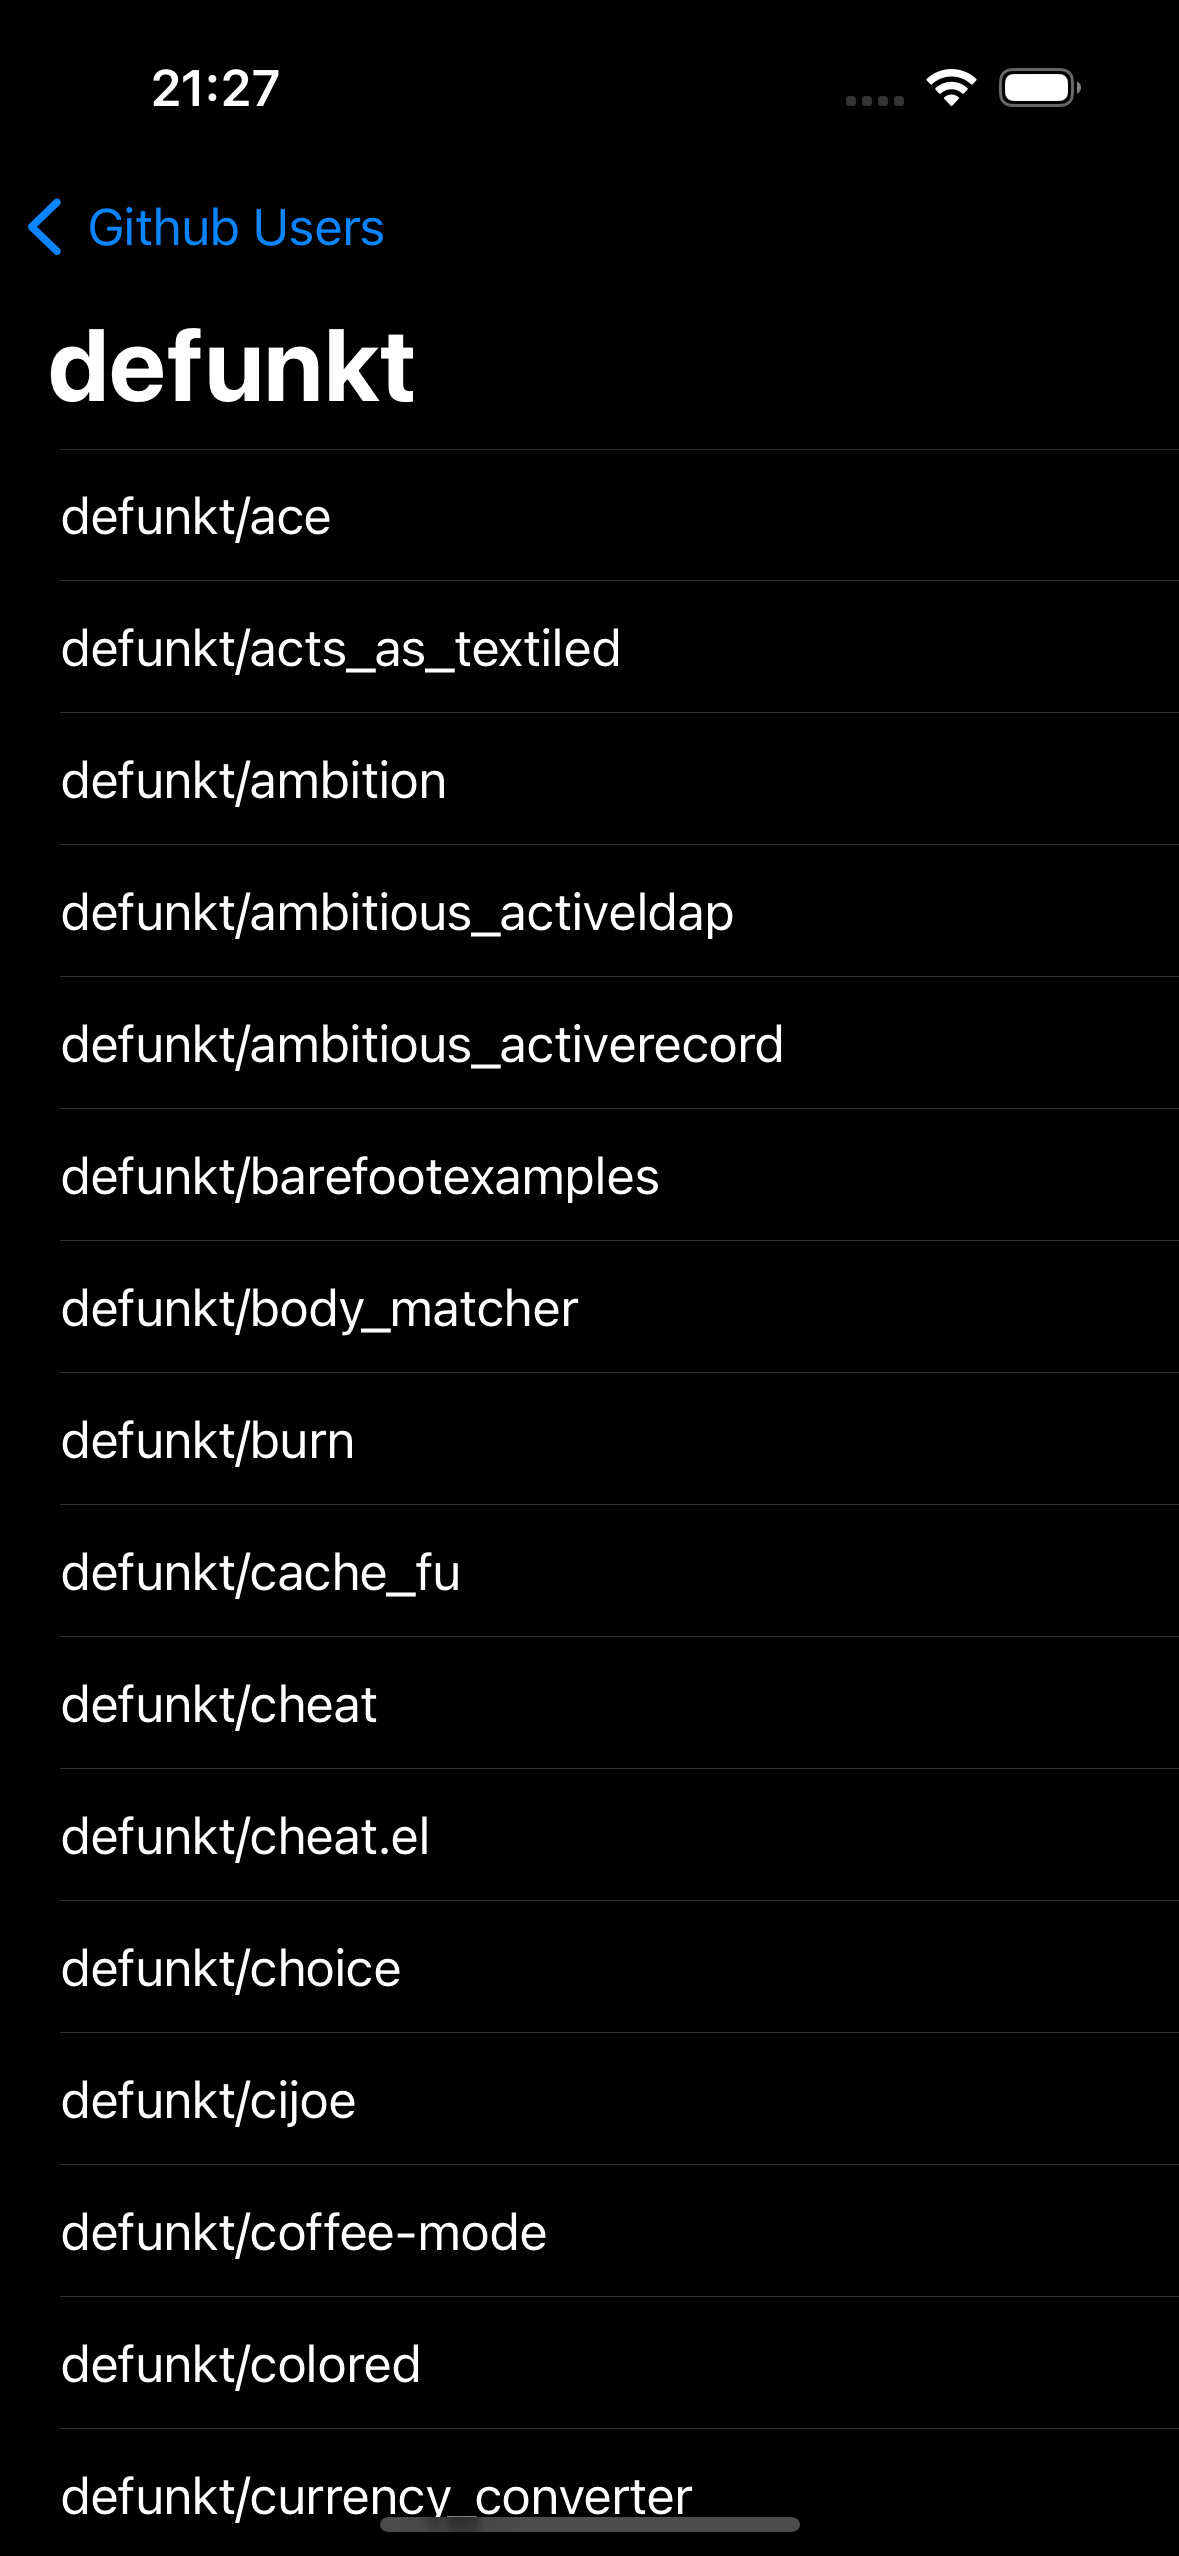 21:27
Github Users
defunkt
defunkt/ace
defunkt/acts_as_textiled
defunkt/ambition
defunkt/ambitious_activeldap
defunkt/ambitious_activerecord
defunkt/barefootexamples
defunkt/body_matcher
defunkt/burn
defunkt/cache_fu
defunkt/cheat
defunkt/cheat.el
defunkt/choice
defunkt/cijoe
defunkt/coffee-mode
defunkt/colored
defunkt/currency_converter